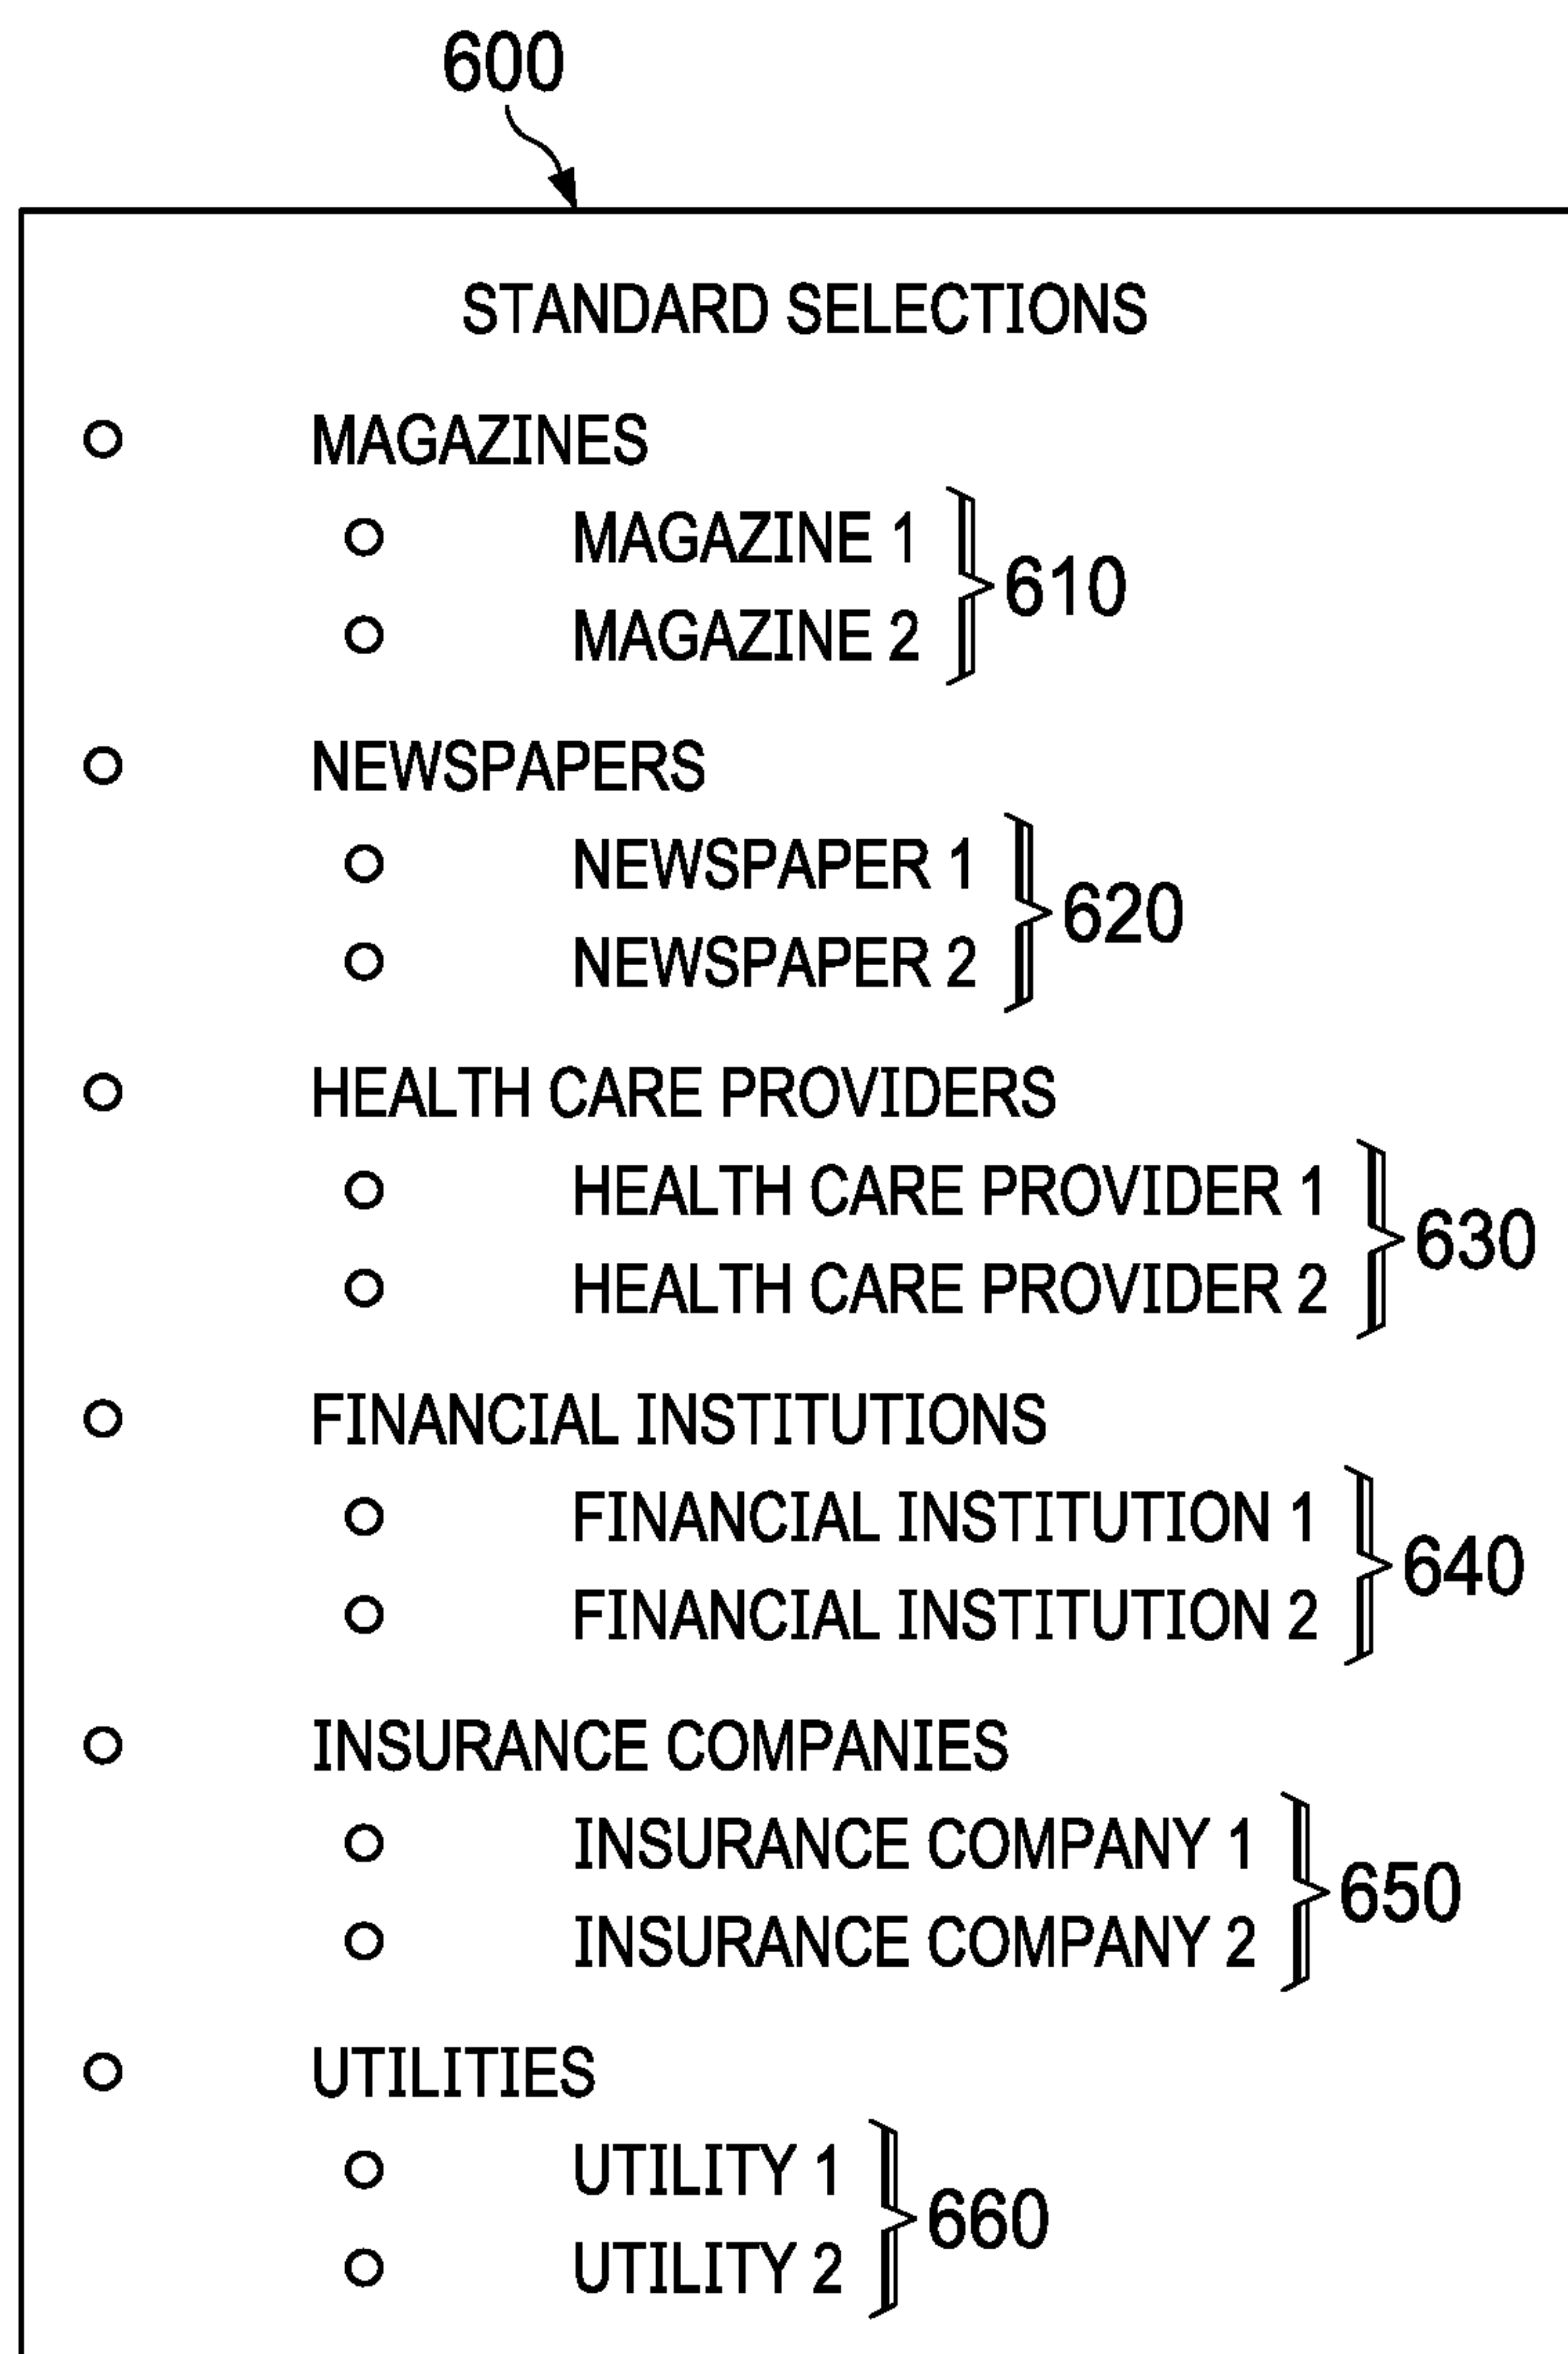 600
STANDARD SELECTIONS
MAGAZINES
MAGAZINE 1
610
MAGAZINE 2
NEWSPAPERS
NEWSPAPER 1
620
NEWSPAPER 2
HEALTH CARE PROVIDERS
HEALTH CARE PROVIDER 1
630
HEALTH CARE PROVIDER 2
FINANCIAL INSTITUTIONS
FINANCIAL INSTITUTION 1
640
FINANCIAL INSTITUTION 2
INSURANCE COMPANIES
INSURANCE COMPANY 1
650
INSURANCE COMPANY 2
UTILITIES
UTILITY 1
660
UTILITY 2